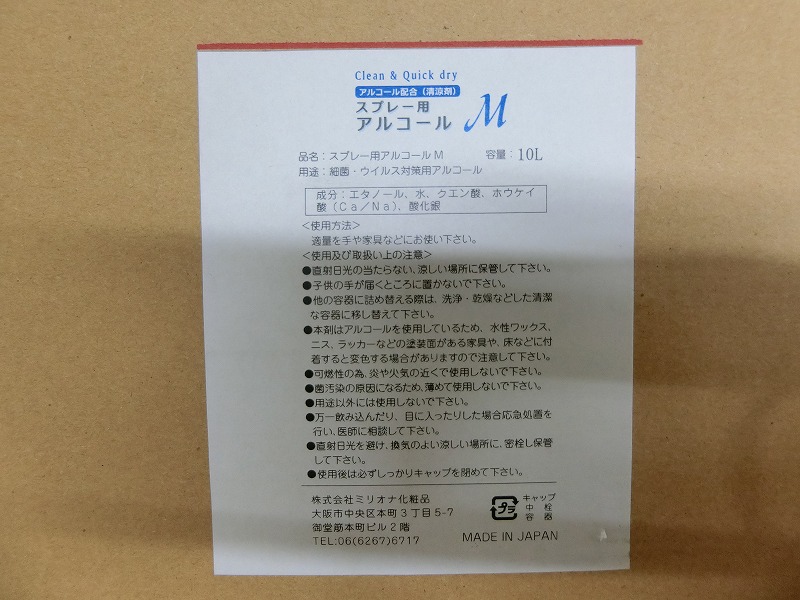 Clean & Quick dry
アルコール配合（清涼剤）
スプレー用
アルコール M
品名：スプレー用アルコールＭ 容量：10L
用途：細菌・ウイルス対策用アルコール
成分：エタノール、水、クエン酸、ホウケイ
酸（Ｃａ／Ｎａ）、酸化銀
＜使用方法＞
適量を手や家具などにお使い下さい。
＜使用及び取扱い上の注意＞
●直射日光の当たらない、涼しい場所に保管して下さい。
●子供の手が届くところに置かないで下さい。
●他の容器に詰め替える際は、洗浄・乾燥などした清潔
な容器に移し替えて下さい。
●本剤はアルコールを使用しているため、水性ワックス、
ニス、ラッカーなどの塗装面がある家具や、床などに付
着すると変色する場合がありますので注意して下さい。
●可燃性の為、炎や火気の近くで使用しないで下さい。
●菌汚染の原因になるため、薄めて使用しないで下さい。
●用途以外には使用しないで下さい。
●万一飲み込んだり、目に入ったりした場合応急処置を
行い、医師に相談して下さい。
●直射日光を避け、換気のよい涼しい場所に、密栓し保管
して下さい。
●使用後は必ずしっかりキャップを閉めて下さい。
株式会社ミリオナ化粧品
大阪市中央区本町３丁目５-７
御堂筋本町ビル２階
TEL:06(6267)6717
プラ
キャップ
中栓
容器
MADE IN JAPAN